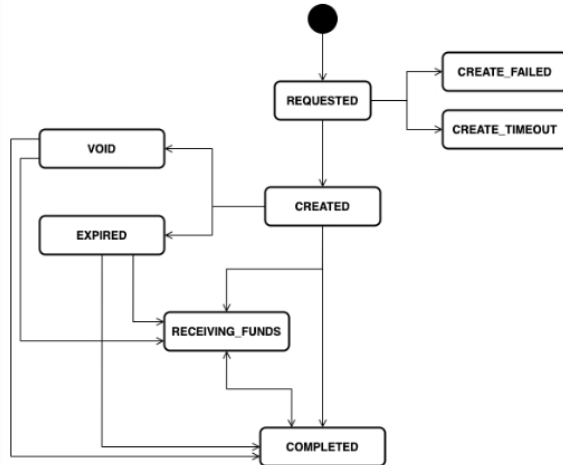 CREATE_FAILED
REQUESTED
CREATE_TIMEOUT
VOID
CREATED
EXPIRED
RECEIVING_FUNDS
COMPLETED